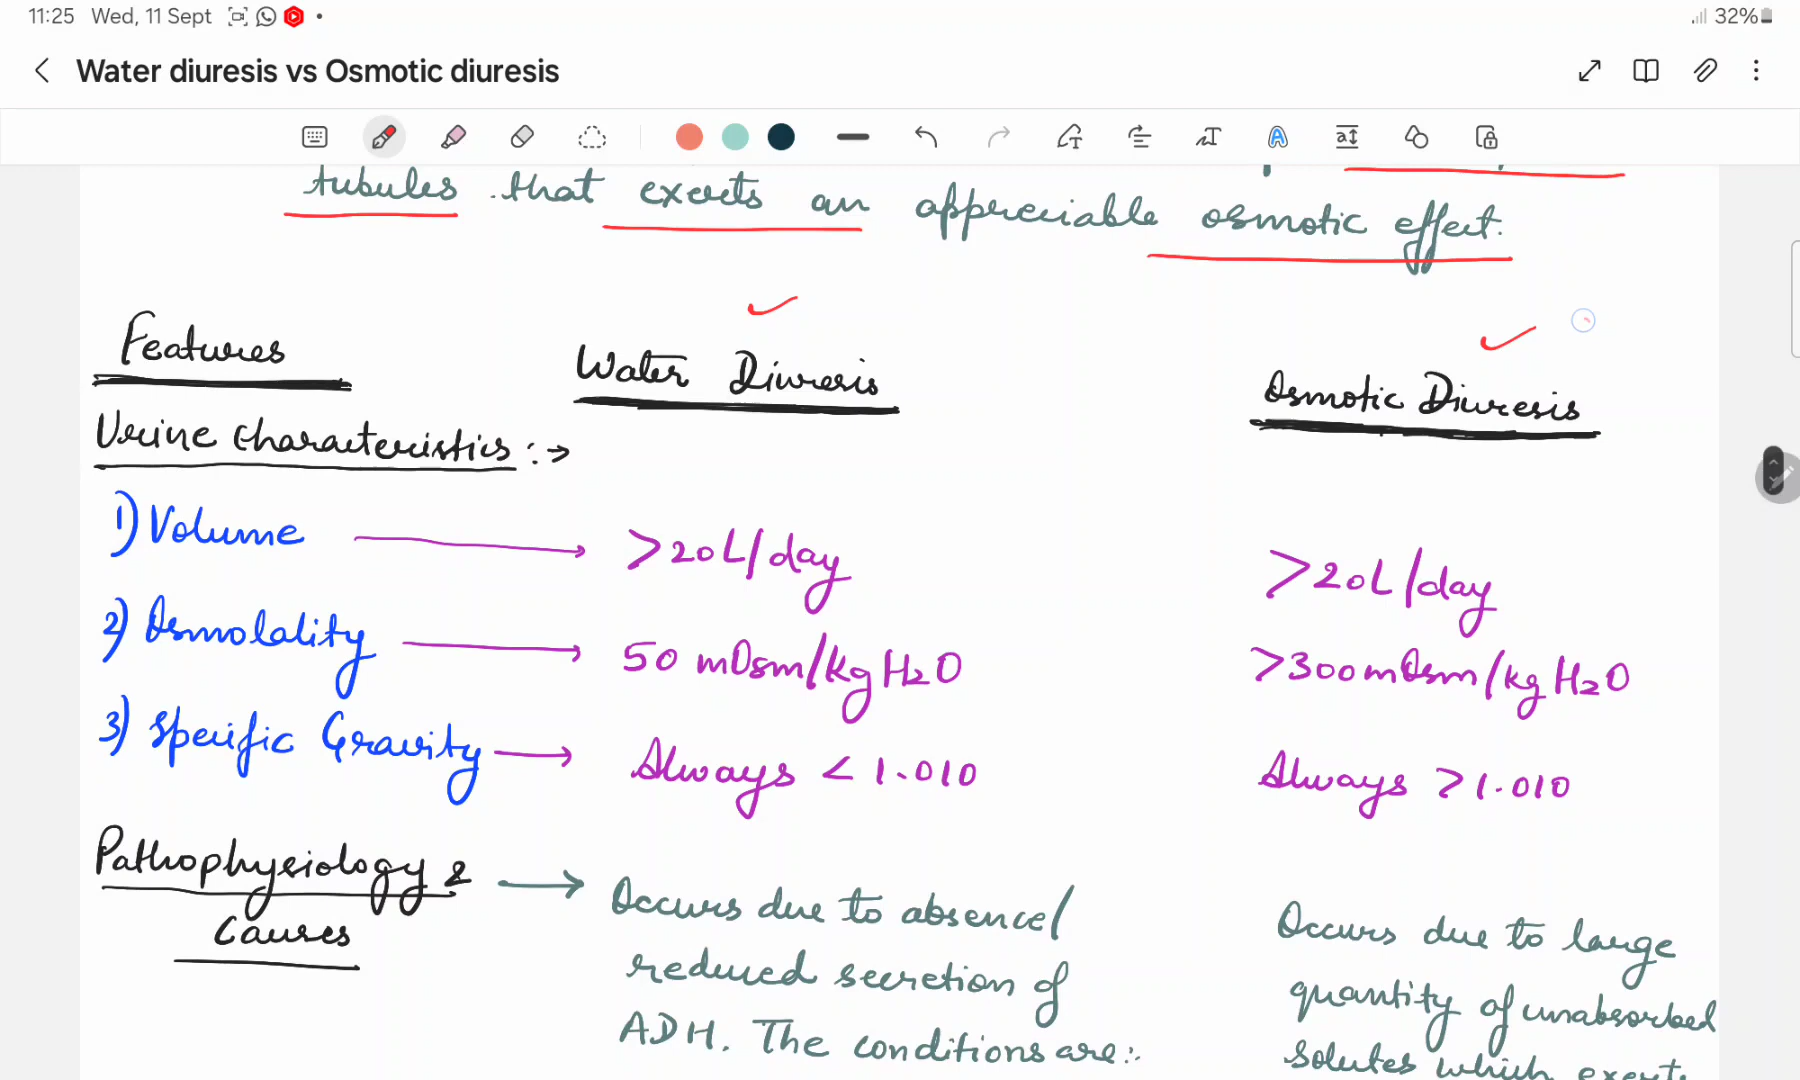 11:25 Wed, 11 Sept 32%
Water diuresis vs Osmotic diuresis
tubules that exerts an appreciable osmotic effect.
Features Water Diuresis Osmotic Diuresis
Urine Characteristics :→
1) Volume → >20L/day >20L/day
2) Osmolality → 50 mOsm/kg H2O >300 mOsm/kg H2O
3) Specific Gravity → Always < 1.010 Always >1.010
Pathophysiology & → Occurs due to absence/ Occurs due to large
Causes reduced secretion of quantity of unabsorbed
ADH. The conditions are:. solutes which exerts